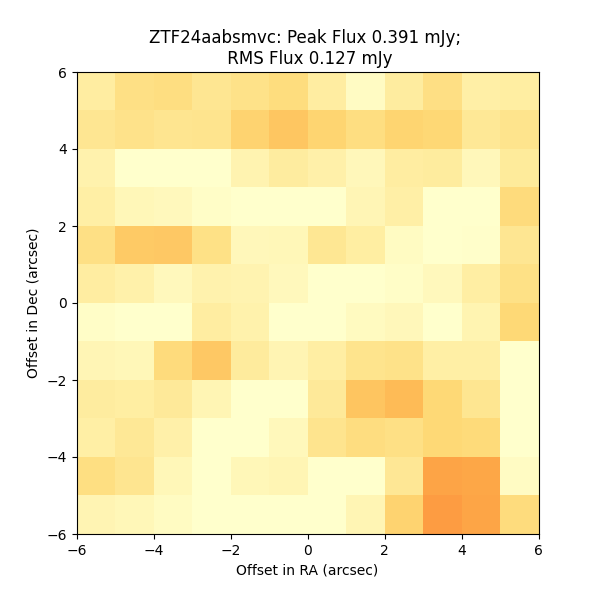 ZTF24aabsmvc: Peak Flux 0.391 mJy;
RMS Flux 0.127 mJy
6
4
2
0
−2
−4
−6
Offset in Dec (arcsec)
−6 −4 −2 0 2 4 6
Offset in RA (arcsec)